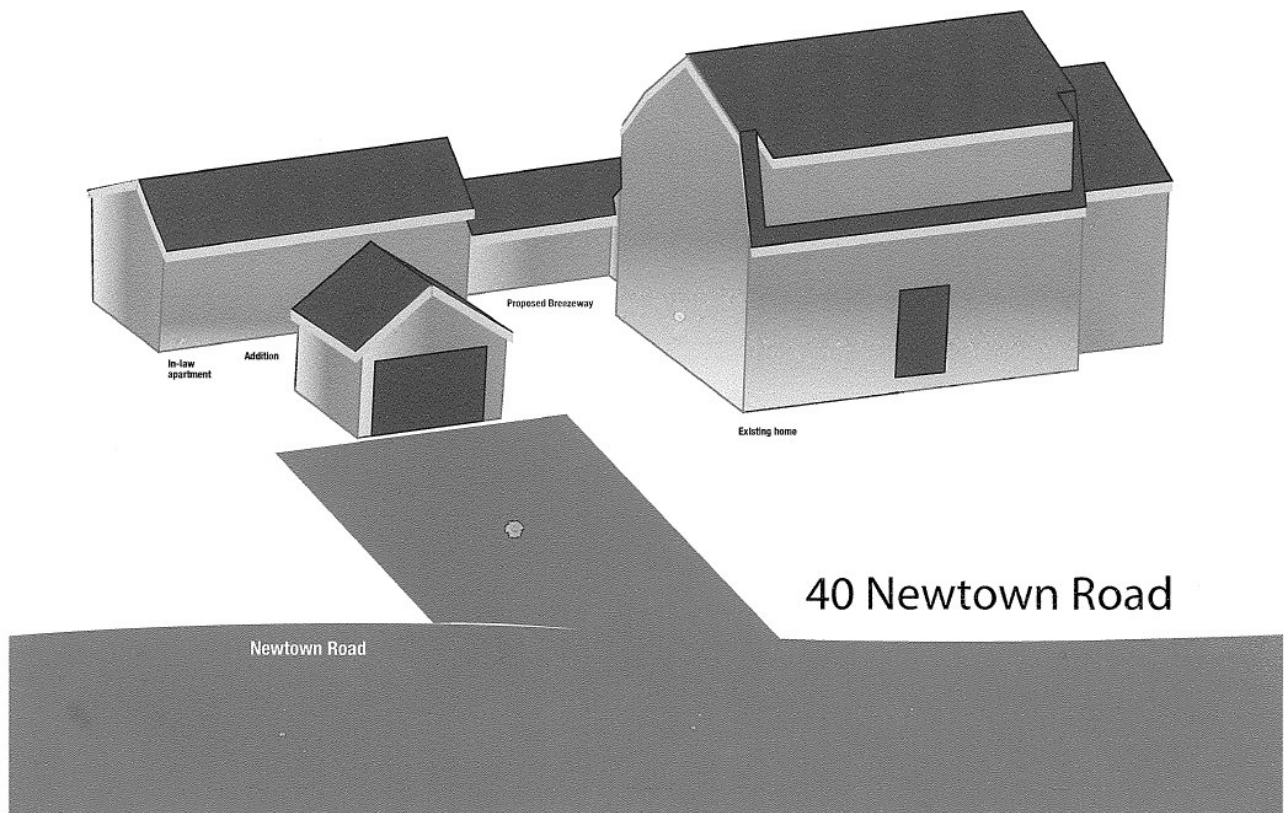 Proposed Breezeway
Addition
In-law
apartment
Existing home
40 Newtown Road
Newtown Road